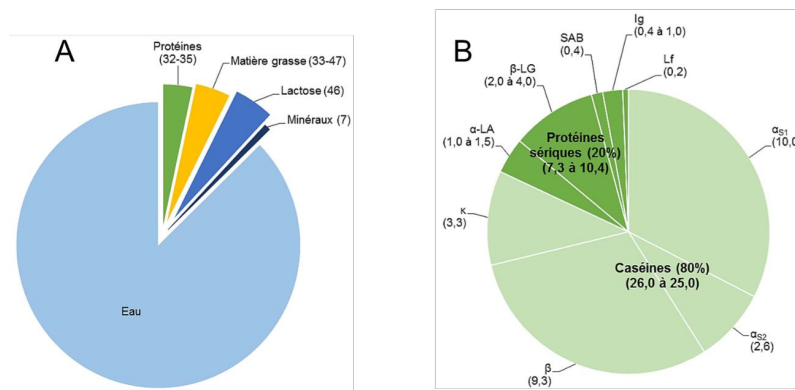 A
Protéines
(32-35)
Matière grasse (33-47)
Lactose (46)
Minéraux (7)
Eau
B
Ig
(0,4 à 1,0)
SAB
(0,4)
Lf
(0,2)
β-LG
(2,0 à 4,0)
αS1
(10,0
α-LA
(1,0 à 1,5)
Protéines
sériques (20%)
(7,3 à 10,4)
κ
(3,3)
Caséines (80%)
(26,0 à 25,0)
αS2
(2,6)
β
(9,3)